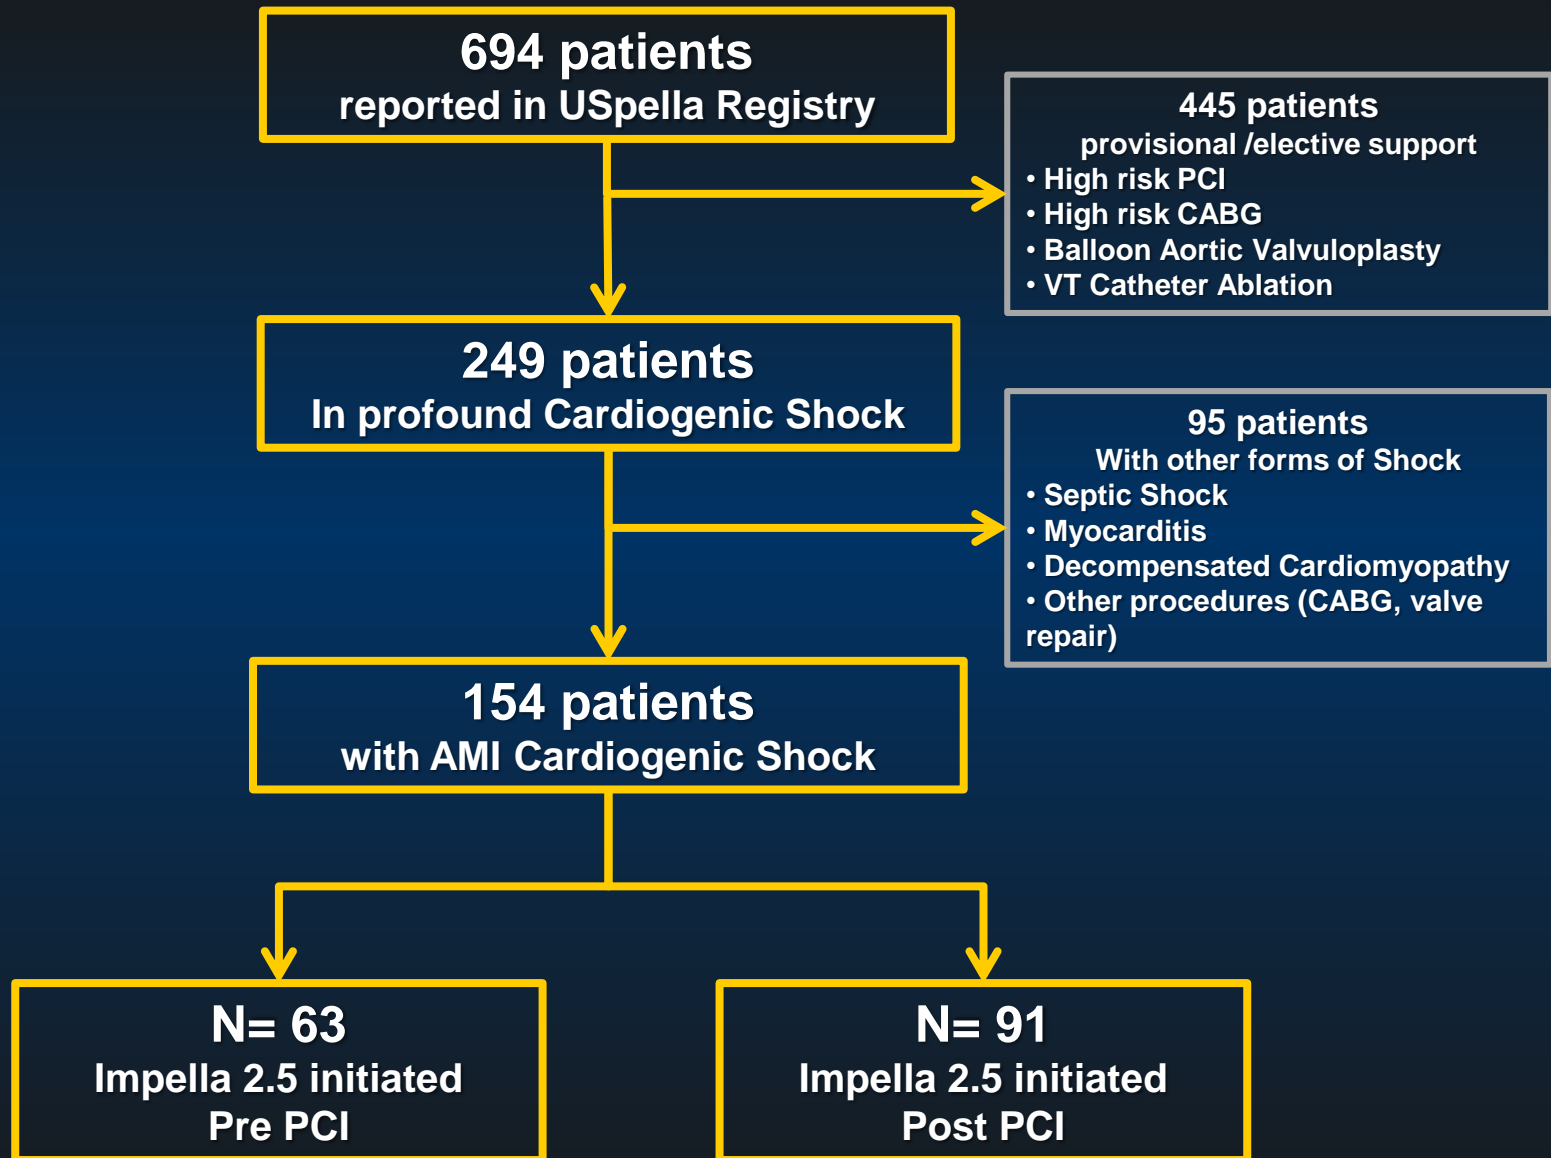 694 patients
reported in USpella Registry
445 patients
provisional /elective support
• High risk PCI
• High risk CABG
• Balloon Aortic Valvuloplasty
• VT Catheter Ablation
249 patients
In profound Cardiogenic Shock
95 patients
With other forms of Shock
• Septic Shock
• Myocarditis
• Decompensated Cardiomyopathy
• Other procedures (CABG, valve
repair)
154 patients
with AMI Cardiogenic Shock
N= 63
Impella 2.5 initiated
Pre PCI
N= 91
Impella 2.5 initiated
Post PCI